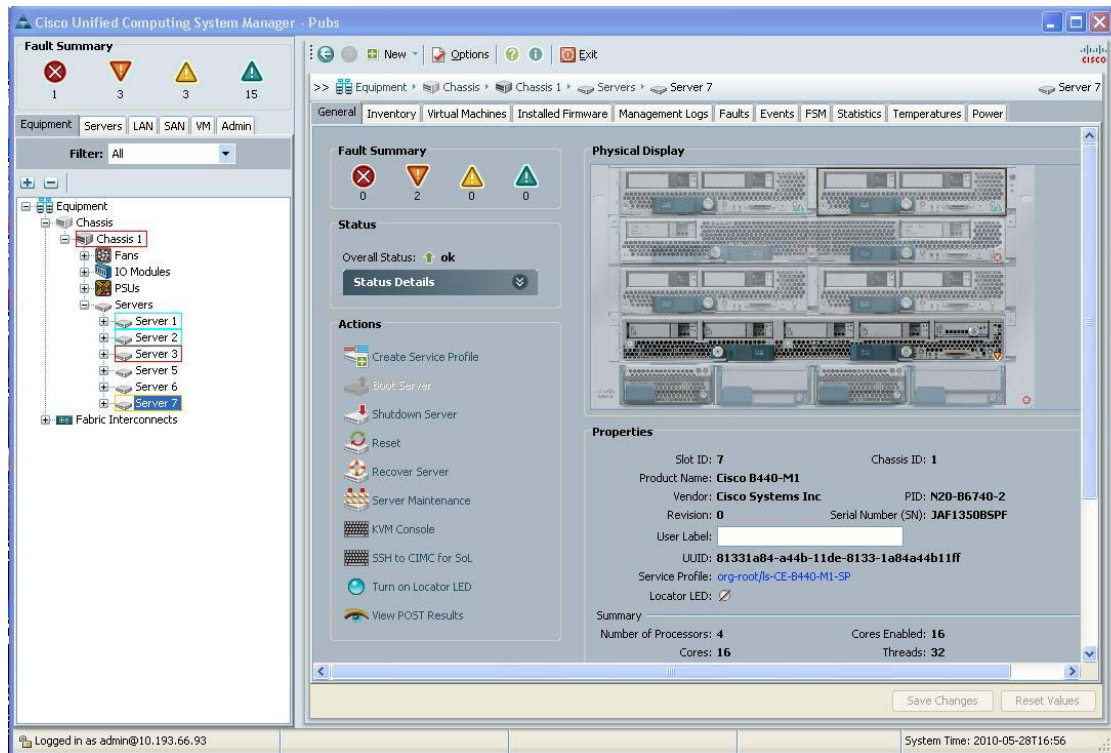 Cisco Unified Computing System Manager - Pubs
Fault Summary
1 3 3 15
Equipment Servers LAN SAN VM Admin
Filter: All
Equipment
Chassis
Chassis 1
Fans
IO Modules
PSUs
Servers
Server 1
Server 2
Server 3
Server 5
Server 6
Server 7
Fabric Interconnects
New Options Exit
CISCO
>> Equipment Chassis Chassis 1 Servers Server 7 Server 7
General Inventory Virtual Machines Installed Firmware Management Logs Faults Events FSM Statistics Temperatures Power
Fault Summary
0 2 0 0
Status
Overall Status: ok
Status Details
Actions
Create Service Profile
Boot Server
Shutdown Server
Reset
Recover Server
Server Maintenance
KVM Console
SSH to CIMC for SoL
Turn on Locator LED
View POST Results
Physical Display
Properties
Slot ID: 7 Chassis ID: 1
Product Name: Cisco B440-M1
Vendor: Cisco Systems Inc PID: N20-B6740-2
Revision: 0 Serial Number (SN): JAF1350BSPF
User Label:
UUID: 81331a84-a44b-11de-8133-1a84a44b11ff
Service Profile: org-root/ls-CE-B440-M1-SP
Locator LED:
Summary
Number of Processors: 4 Cores Enabled: 16
Cores: 16 Threads: 32
Save Changes Reset Values
Logged in as admin@10.193.66.93 System Time: 2010-05-28T16:56